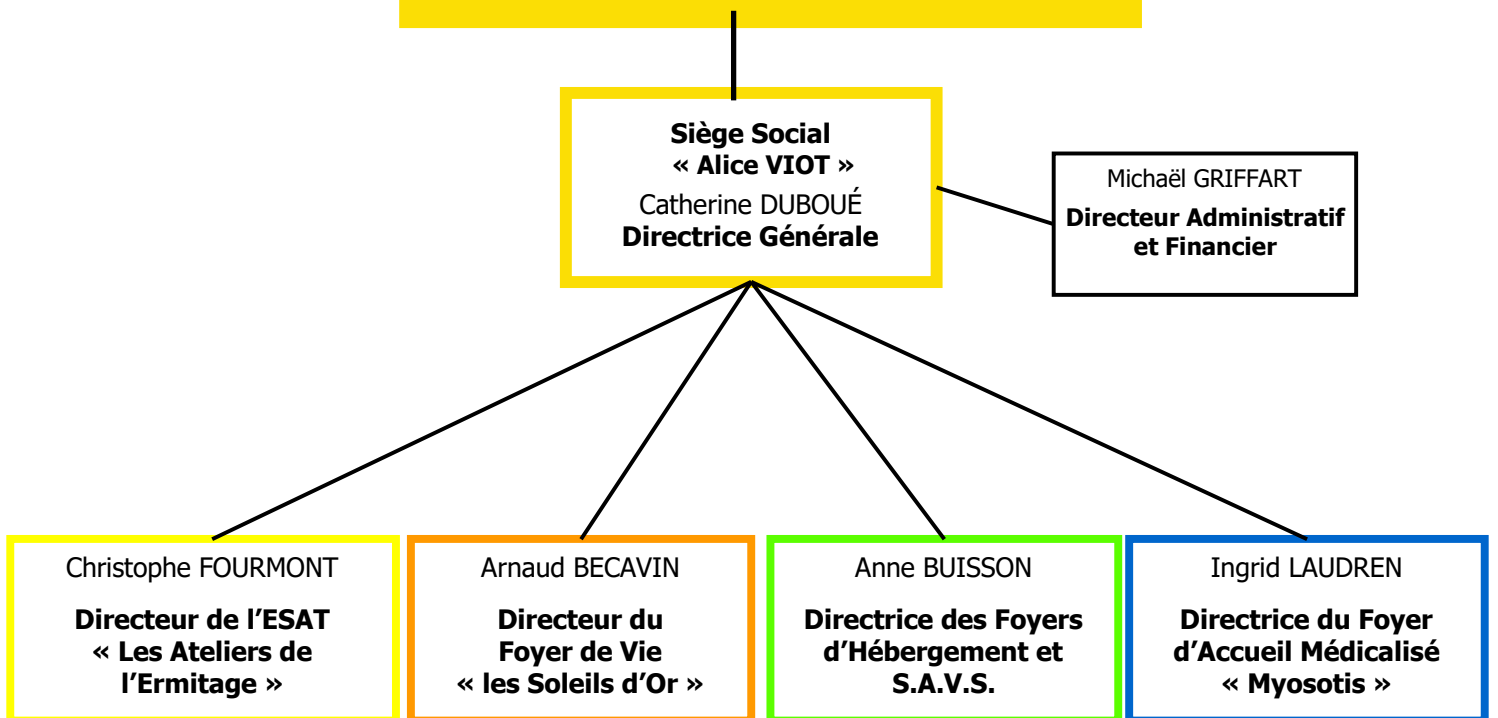 Siège Social
« Alice VIOT »
Catherine DUBOUÉ
Directrice Générale
Michaël GRIFFART
Directeur Administratif
et Financier
Christophe FOURMONT
Directeur de l’ESAT
« Les Ateliers de
l’Ermitage »
Arnaud BECAVIN
Directeur du
Foyer de Vie
« les Soleils d’Or »
Anne BUISSON
Directrice des Foyers
d’Hébergement et
S.A.V.S.
Ingrid LAUDREN
Directrice du Foyer
d’Accueil Médicalisé
« Myosotis »